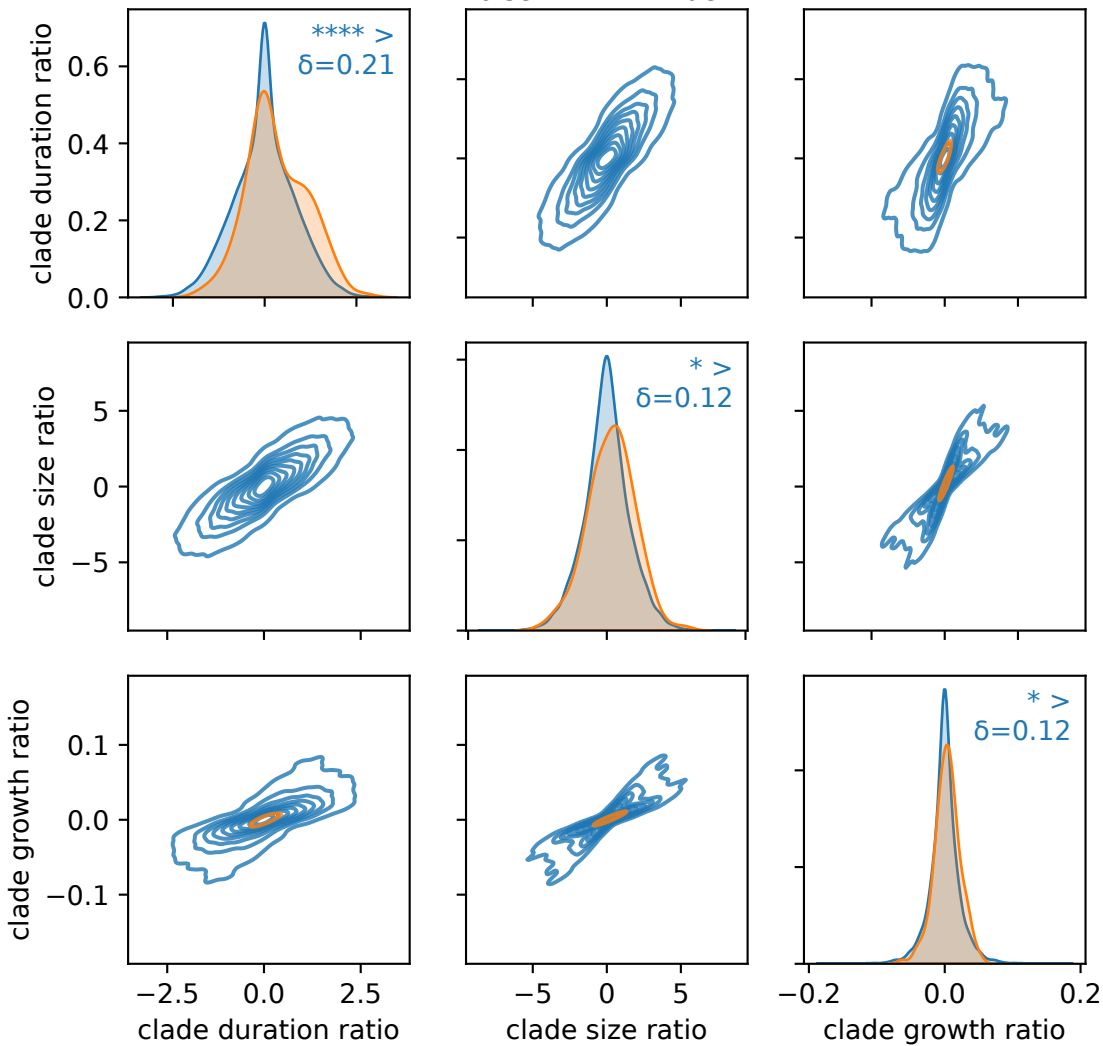 clade duration ratio
0.6
0.4
0.2
0.0
**** >
δ=0.21
clade size ratio
5
0
−5
* >
δ=0.12
clade growth ratio
0.1
0.0
−0.1
* >
δ=0.12
−2.5 0.0 2.5
−5 0 5
−0.2 0.0 0.2
clade duration ratio
clade size ratio
clade growth ratio